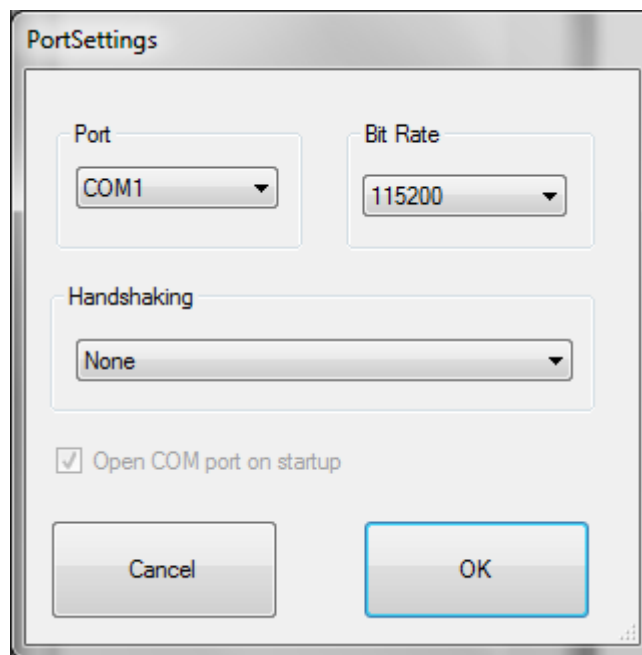 PortSettings
Port
Bit Rate
COM1
115200
Handshaking
None
Open COM port on startup
Cancel
OK